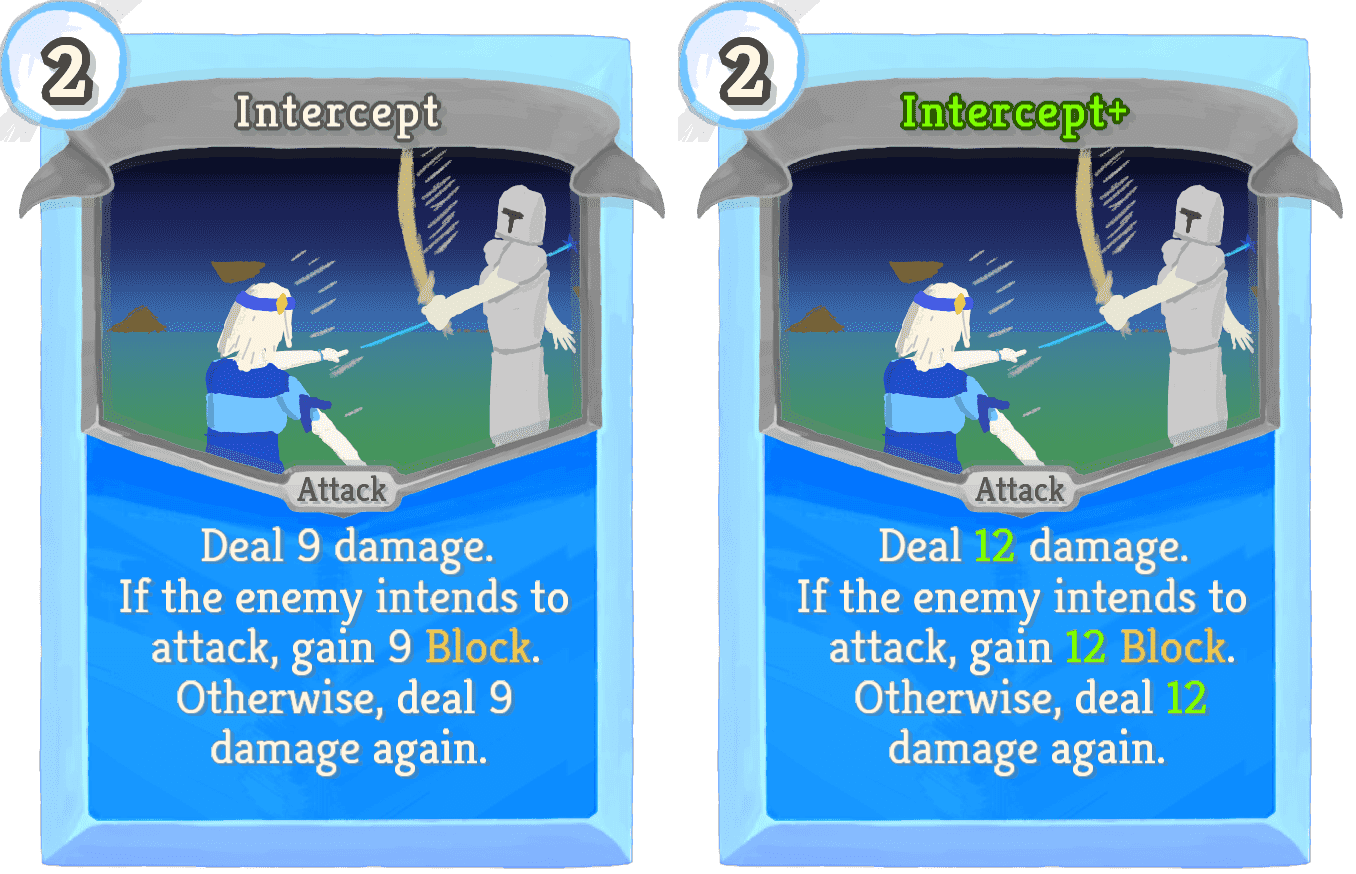 2
Intercept
Attack
Deal 9 damage.
If the enemy intends to
attack, gain 9 Block.
Otherwise, deal 9
damage again.
2
Intercept+
Attack
Deal 12 damage.
If the enemy intends to
attack, gain 12 Block.
Otherwise, deal 12
damage again.